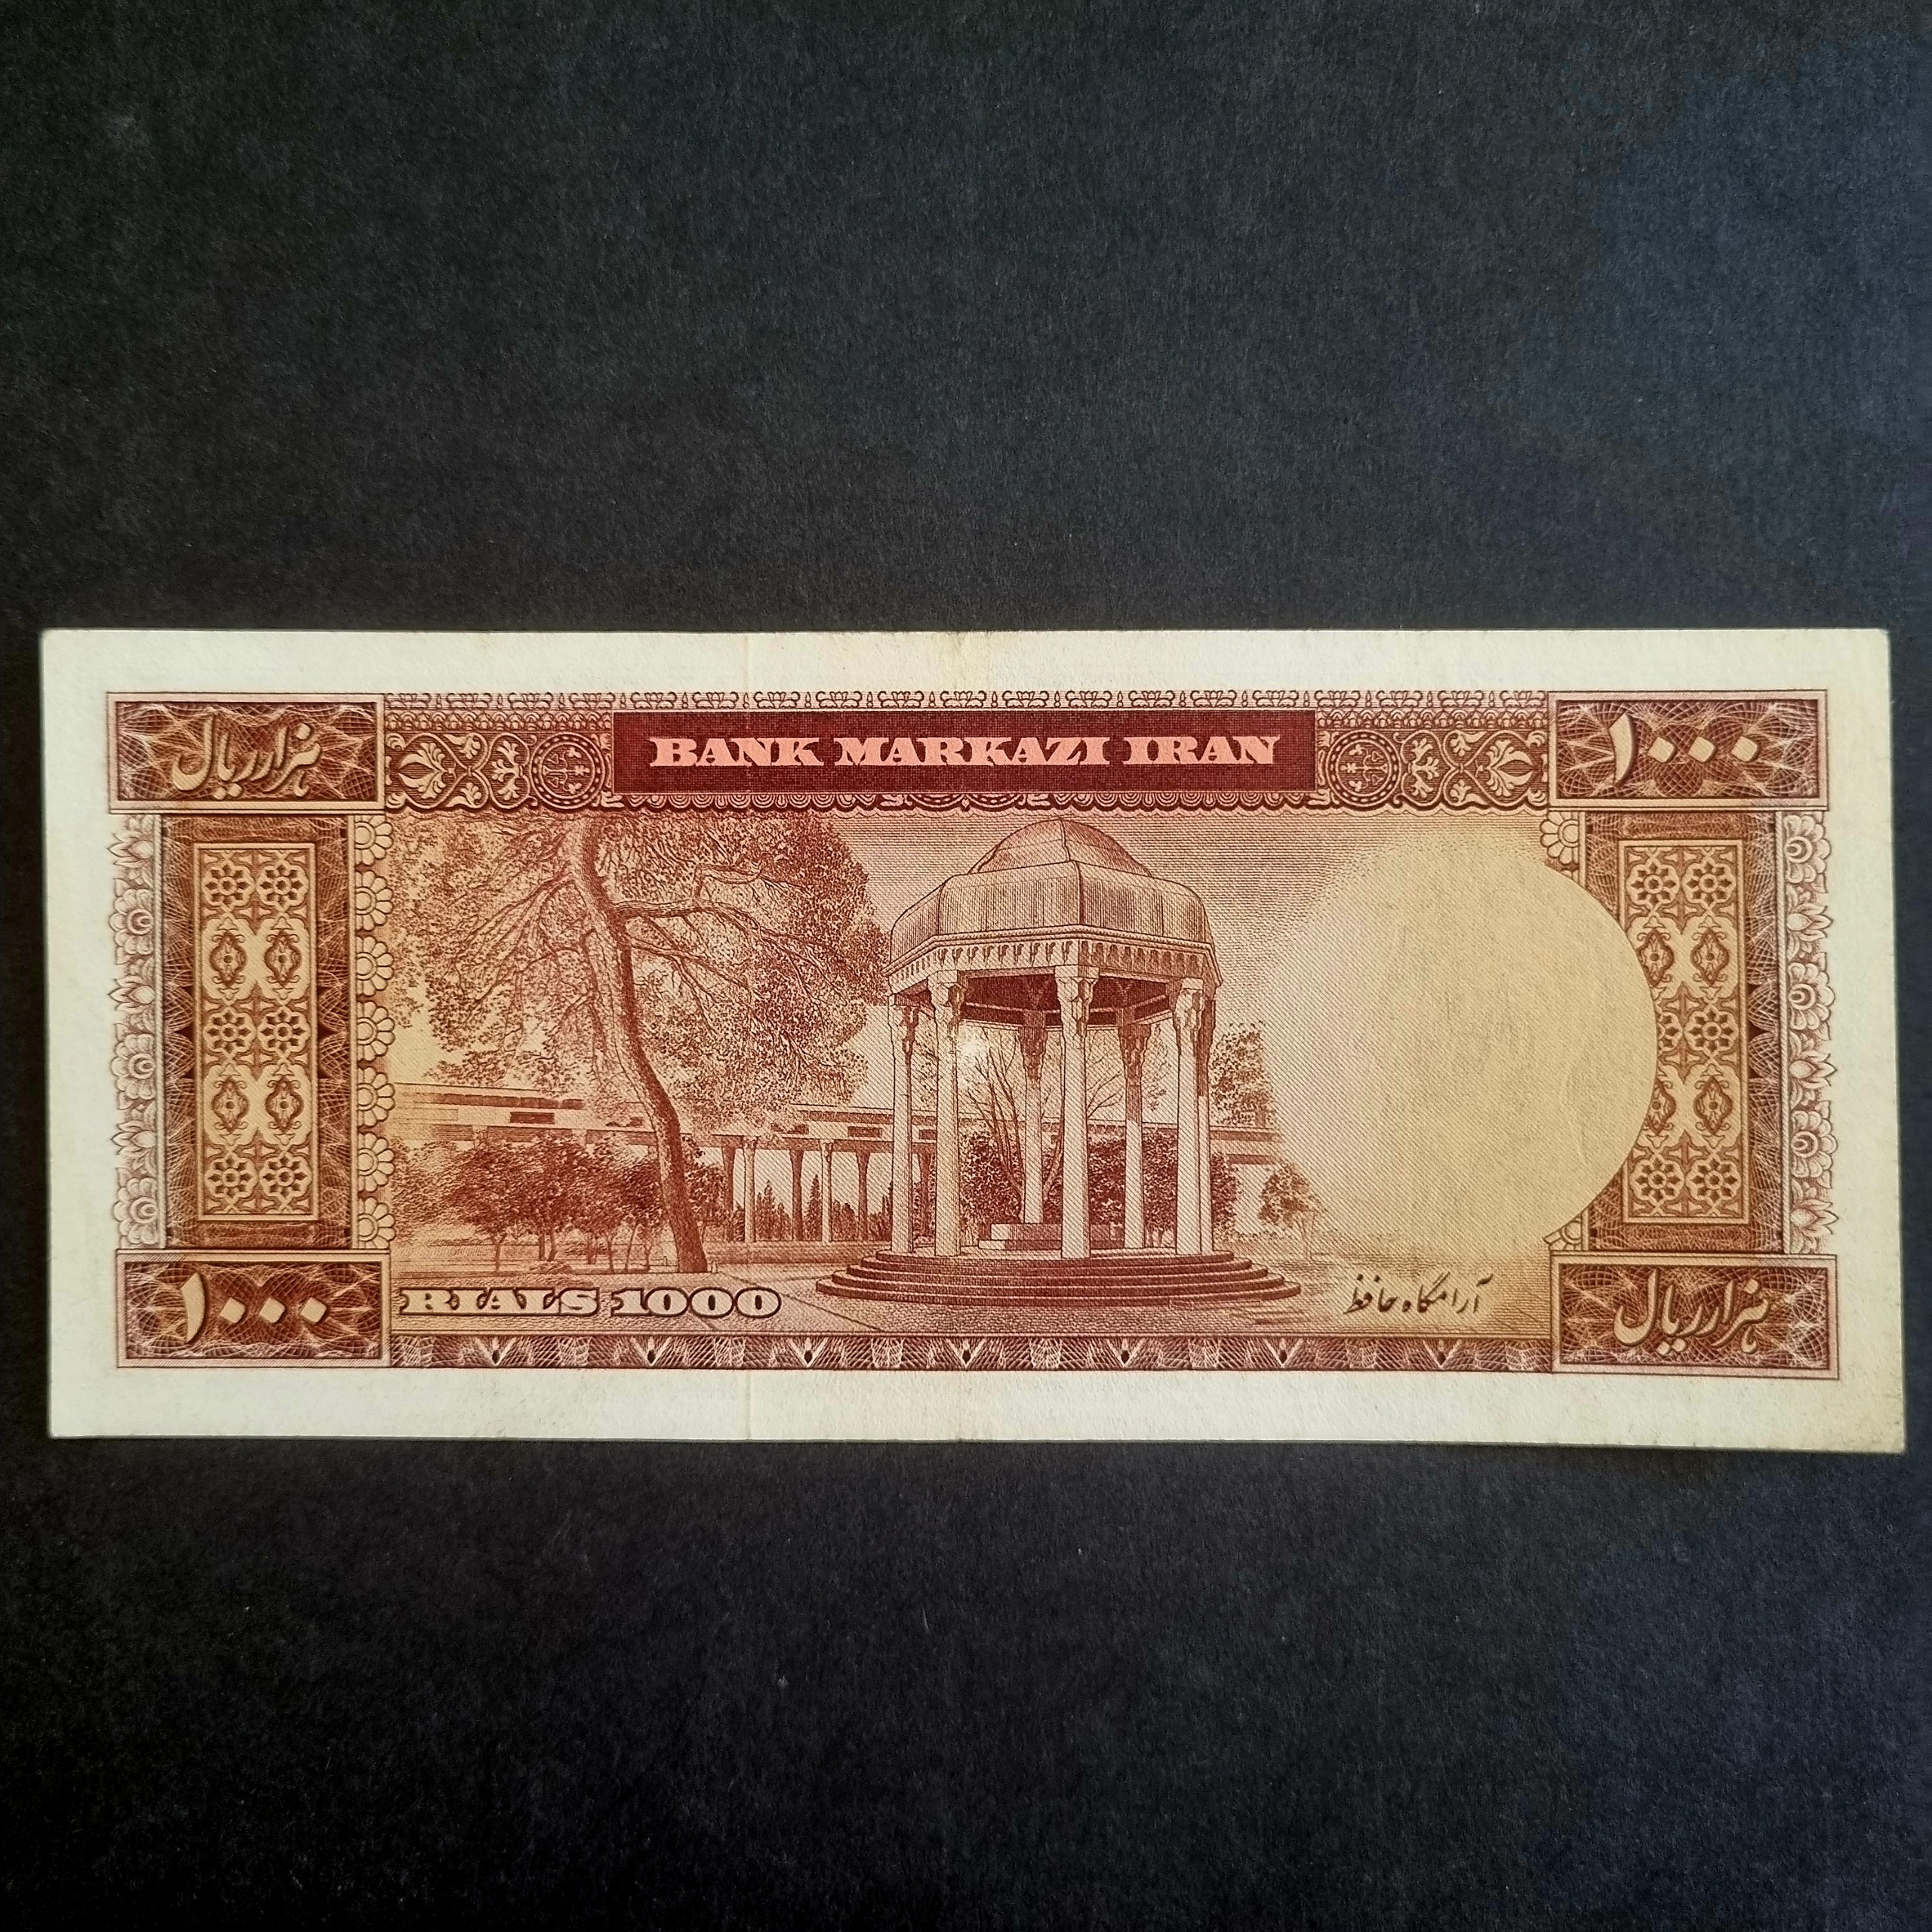 هزار ریال
BANK MARKAZI IRAN
۱۰۰۰
۱۰۰۰
RIALS 1000
آرامگاه حافظ
هزار ریال